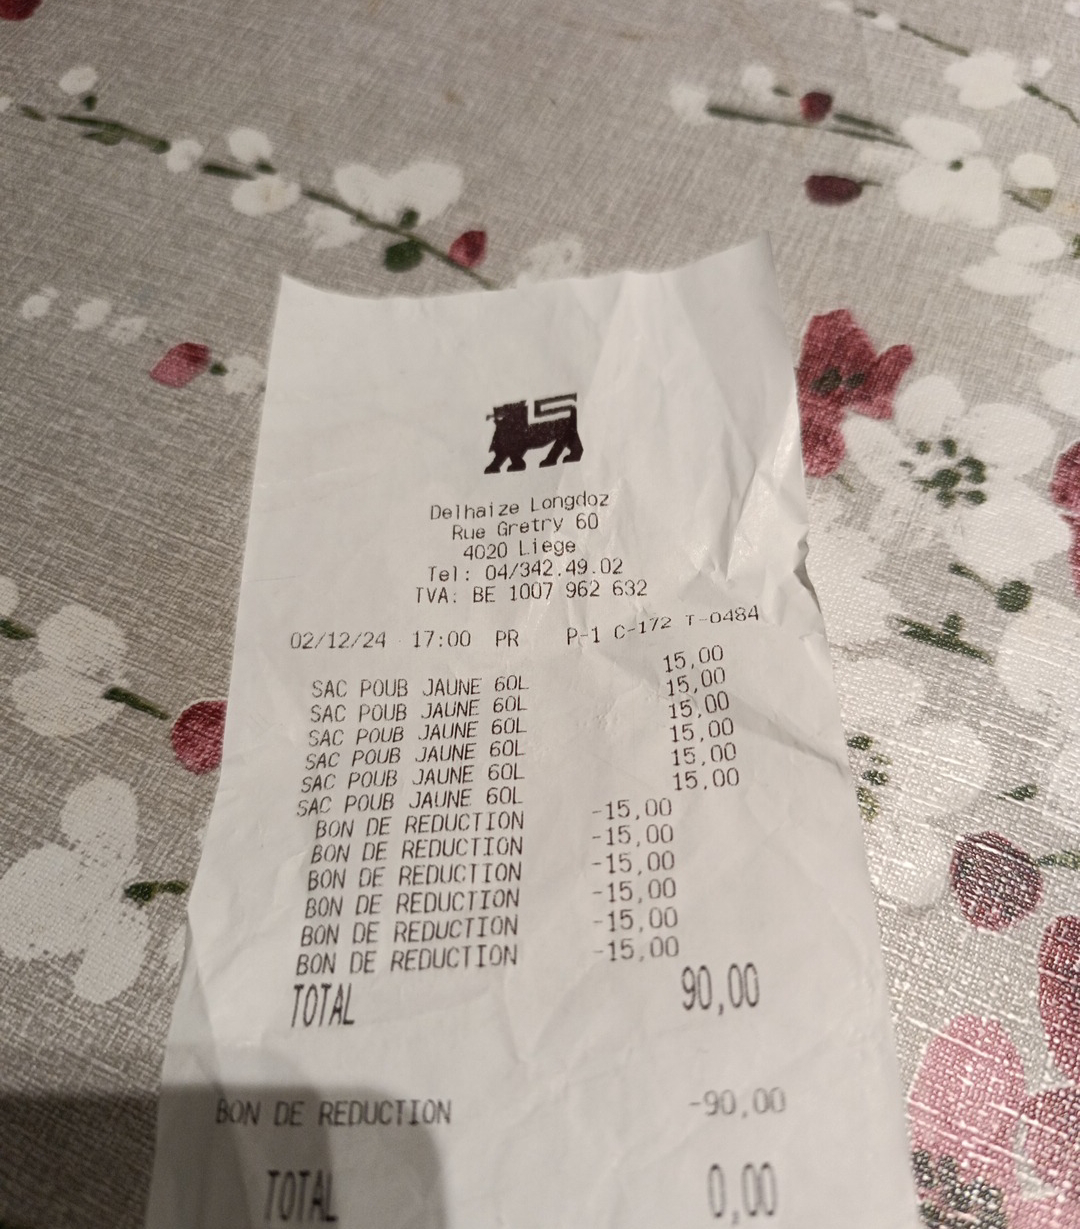 Delhaize Longdoz
Rue Gretry 60
4020 Liege
Tel: 04/342.49.02
TVA: BE 1007 962 632
02/12/24 17:00 PR P-1 C-172 T-0484
SAC POUB JAUNE 60L 15,00
SAC POUB JAUNE 60L 15,00
SAC POUB JAUNE 60L 15,00
SAC POUB JAUNE 60L 15,00
SAC POUB JAUNE 60L 15,00
SAC POUB JAUNE 60L 15,00
BON DE REDUCTION -15,00
BON DE REDUCTION -15,00
BON DE REDUCTION -15,00
BON DE REDUCTION -15,00
BON DE REDUCTION -15,00
BON DE REDUCTION -15,00
TOTAL 90,00
BON DE REDUCTION -90,00
TOTAL 0,00